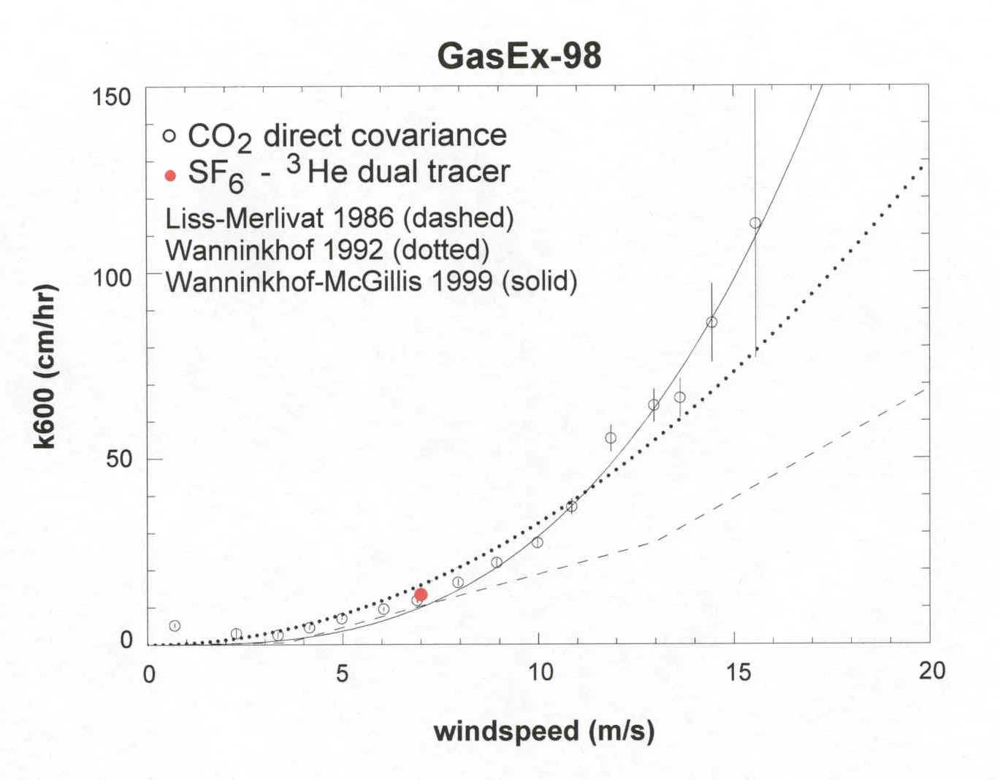 GasEx-98
150
CO2 direct covariance
SF6 - 3He dual tracer
Liss-Merlivat 1986 (dashed)
Wanninkhof 1992 (dotted)
Wanninkhof-McGillis 1999 (solid)
100
50
0
k600 (cm/hr)
0 5 10 15 20
windspeed (m/s)